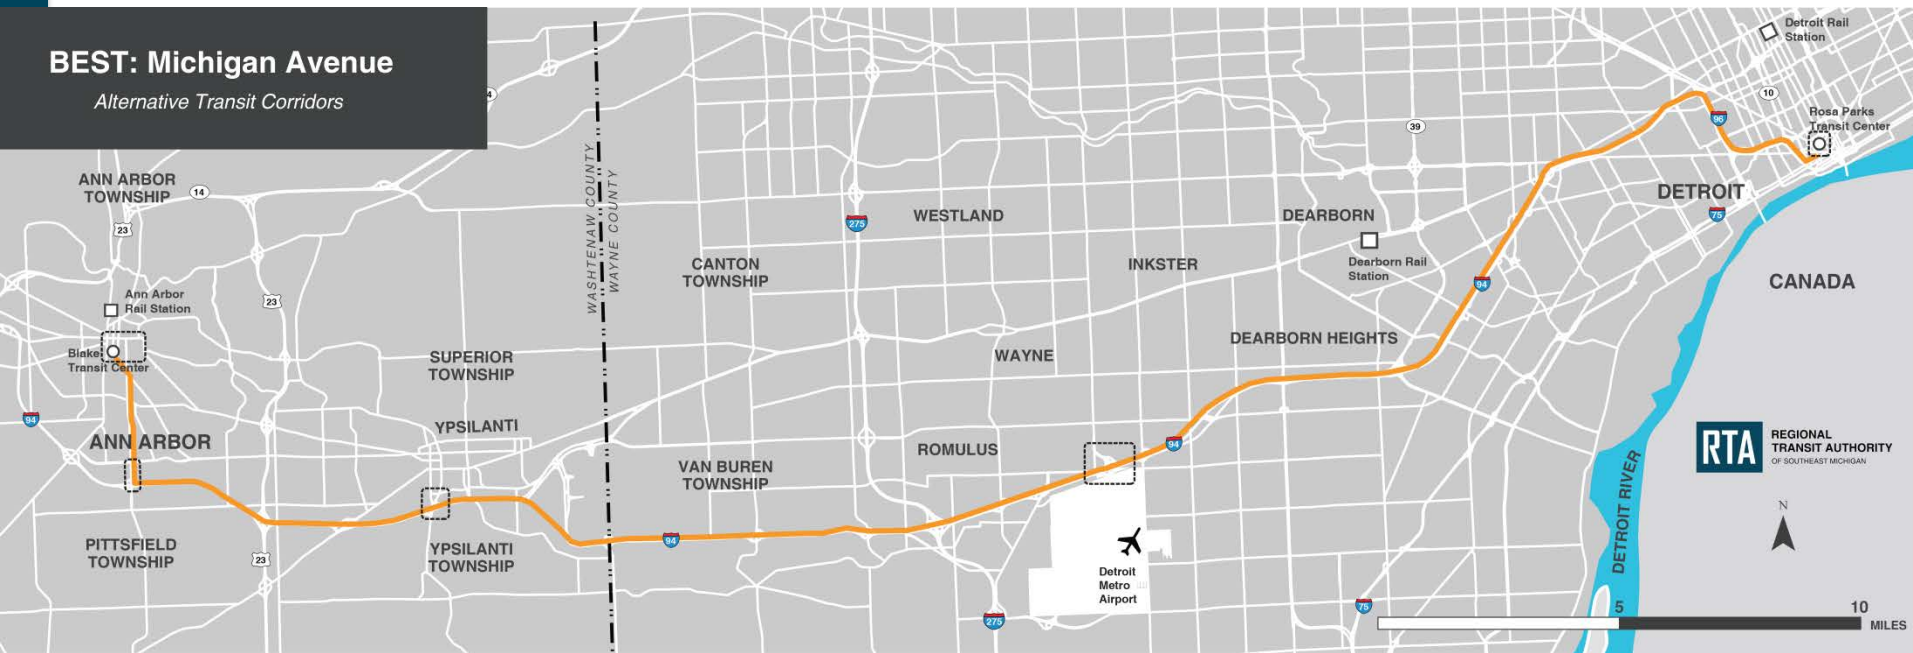 BEST: Michigan Avenue
Alternative Transit Corridors
4
Detroit Rail
Station
10
96
Rosa Parks
Transit Center
39
ANN ARBOR
TOWNSHIP
14
23
WASHTENAW COUNTY
WAYNE COUNTY
275
WESTLAND
DEARBORN
DETROIT
75
CANTON
TOWNSHIP
INKSTER
Dearborn Rail
Station
CANADA
94
Ann Arbor
Rail Station
23
Blake
Transit Center
SUPERIOR
TOWNSHIP
WAYNE
DEARBORN HEIGHTS
94
ANN ARBOR
YPSILANTI
ROMULUS
94
VAN BUREN
TOWNSHIP
RTA
REGIONAL
TRANSIT AUTHORITY
OF SOUTHEAST MICHIGAN
N
DETROIT RIVER
PITTSFIELD
TOWNSHIP
23
YPSILANTI
TOWNSHIP
94
Detroit
Metro
Airport
275
75
5
10
MILES